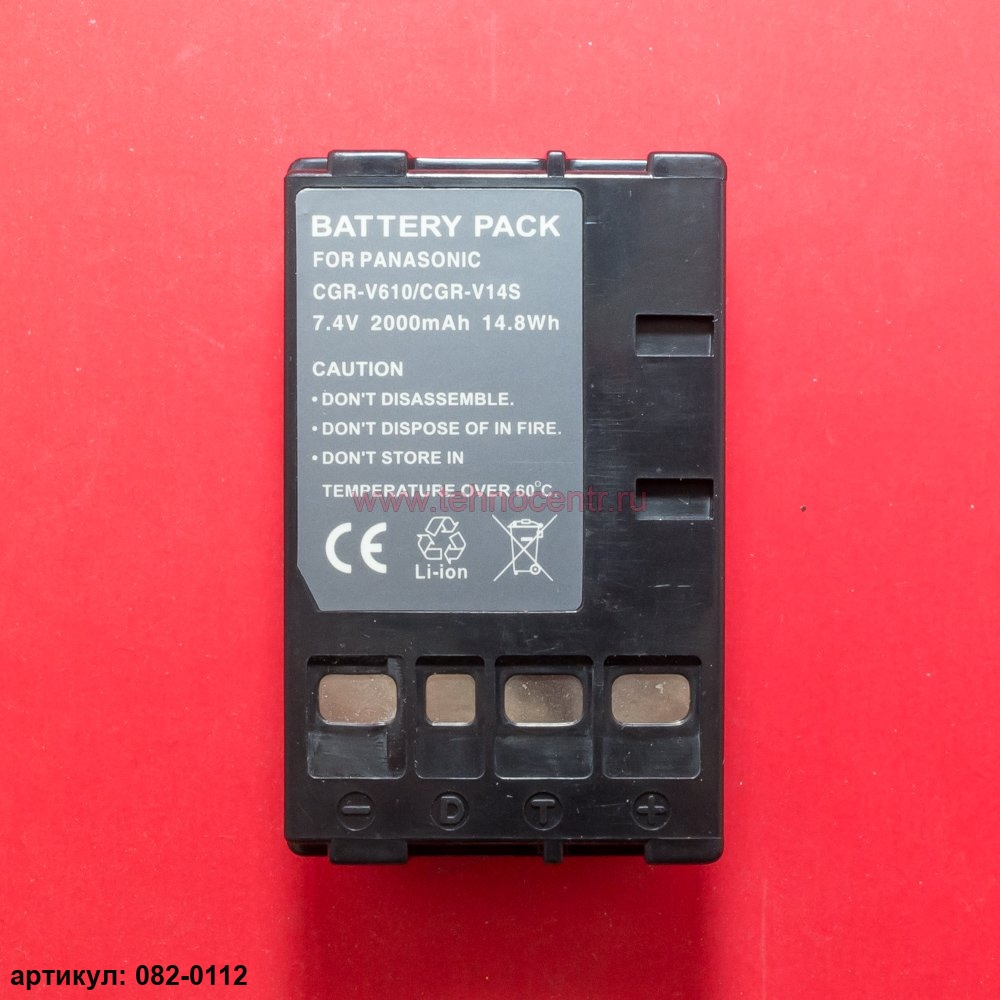 BATTERY PACK
FOR PANASONIC
CGR-V610/CGR-V14S
7.4V 2000mAh 14.8Wh
CAUTION
• DON'T DISASSEMBLE.
• DON'T DISPOSE OF IN FIRE.
• DON'T STORE IN
TEMPERATURE OVER 60°C.
www.tehnocentr.ru
CE
Li-ion
− D T +
артикул: 082-0112